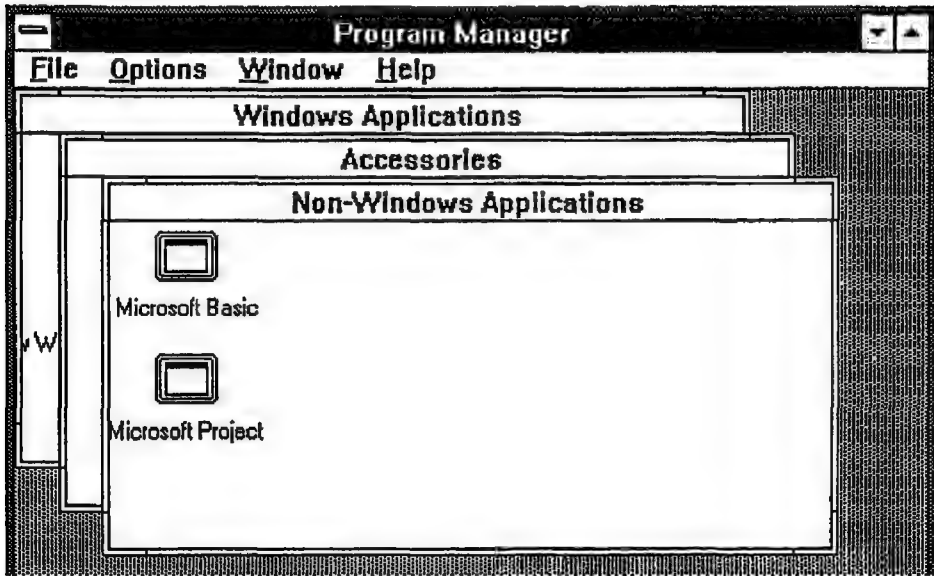 Program Manager
File Options Window Help
Windows Applications
Accessories
Non-Windows Applications
Microsoft Basic
W
Microsoft Project